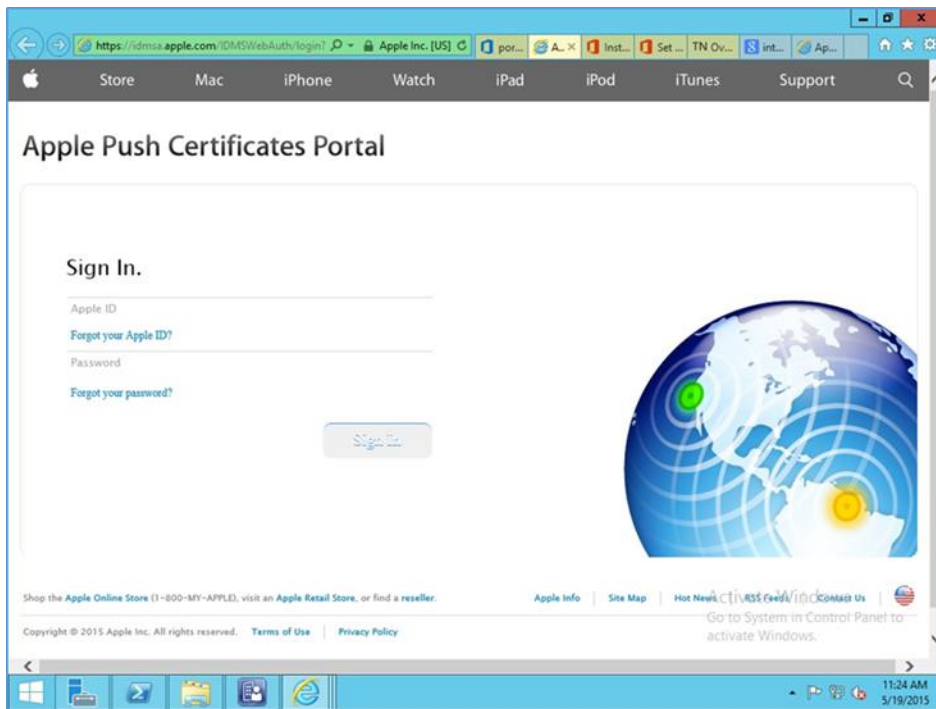 https://idmsa.apple.com/IDMSWebAuth/login? Apple Inc. [US] por... A... Inst... Set ... TN Ov... int... Ap...
Store Mac iPhone Watch iPad iPod iTunes Support
Apple Push Certificates Portal
Sign In.
Apple ID
Forgot your Apple ID?
Password
Forgot your password?
Sign In
Shop the Apple Online Store (1-800-MY-APPLE), visit an Apple Retail Store, or find a reseller. Apple Info Site Map Hot News RSS Feeds Contact Us
Activate Windows
Go to System in Control Panel to
activate Windows.
Copyright © 2015 Apple Inc. All rights reserved. Terms of Use Privacy Policy
11:24 AM
5/19/2015